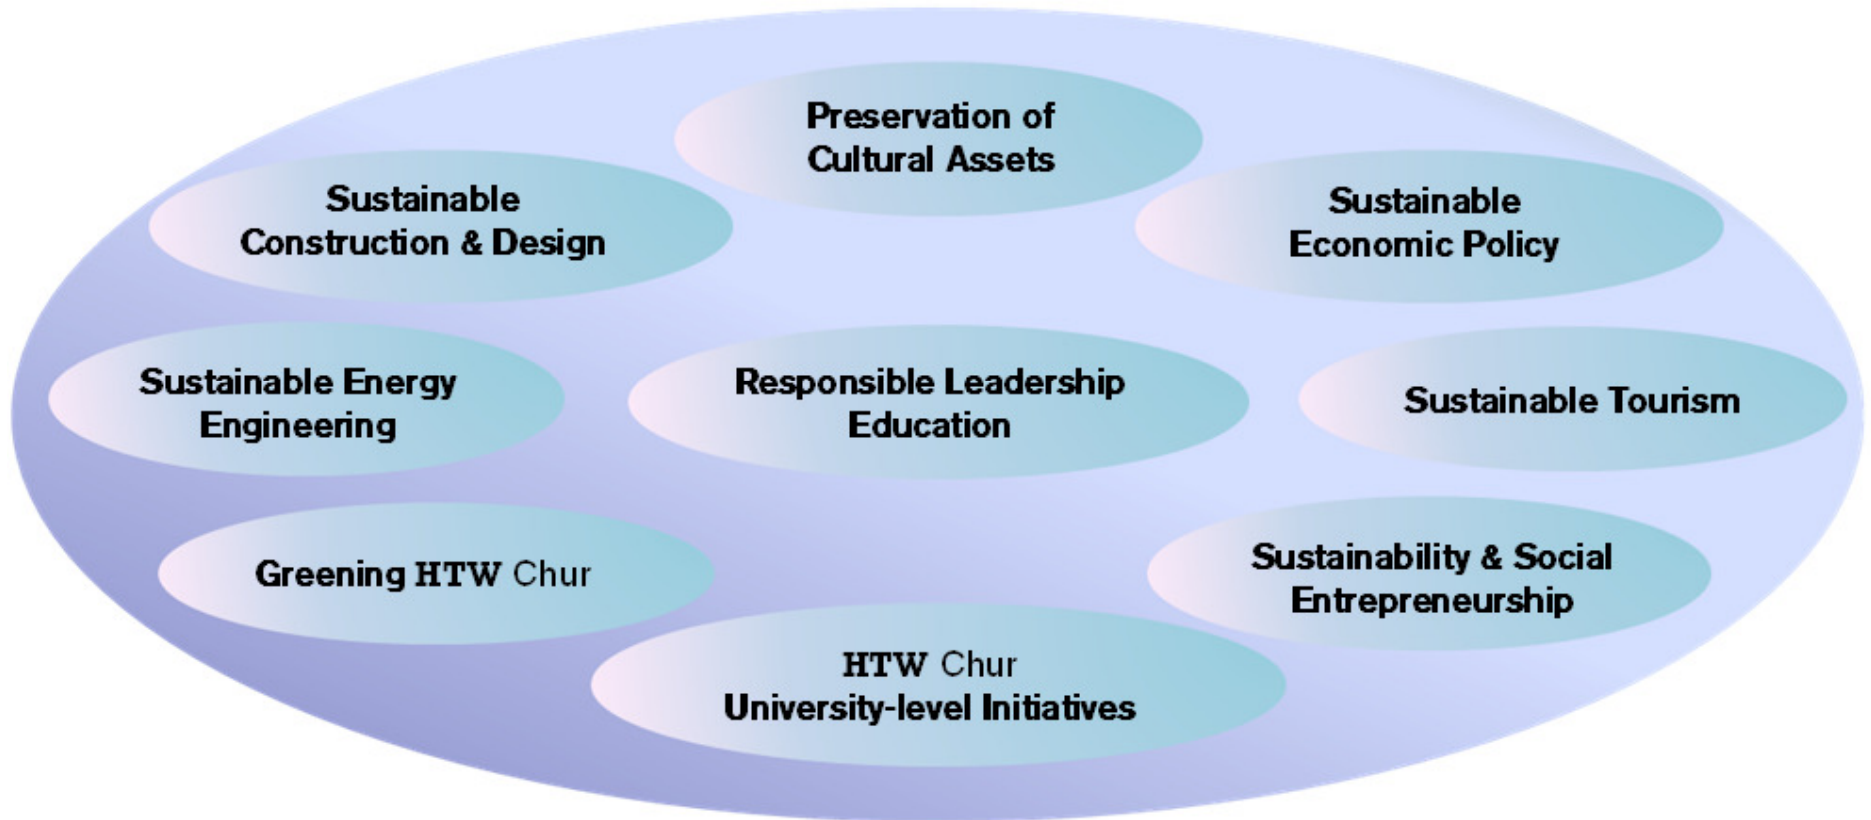 Preservation of
Cultural Assets
Sustainable
Construction & Design
Sustainable
Economic Policy
Sustainable Energy
Engineering
Responsible Leadership
Education
Sustainable Tourism
Greening HTW Chur
Sustainability & Social
Entrepreneurship
HTW Chur
University-level Initiatives